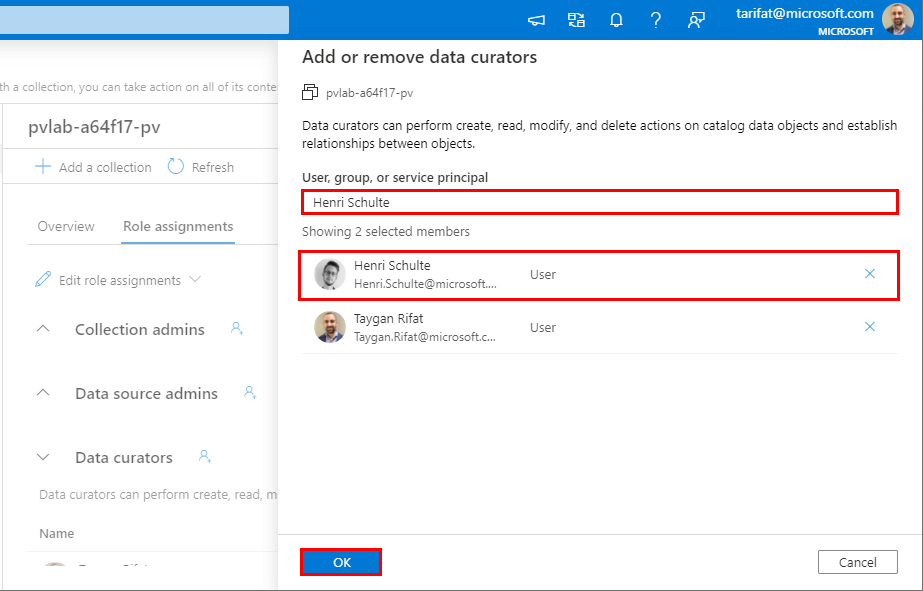 tarifat@microsoft.com
MICROSOFT
th a collection, you can take action on all of its conte
pvlab-a64f17-pv
Add a collection
Refresh
Overview
Role assignments
Edit role assignments
Collection admins
Data source admins
Data curators
Data curators can perform create, read, m
Name
Add or remove data curators
pvlab-a64f17-pv
Data curators can perform create, read, modify, and delete actions on catalog data objects and establish
relationships between objects.
User, group, or service principal
Henri Schulte
Showing 2 selected members
Henri Schulte
Henri.Schulte@microsoft....
User
Taygan Rifat
Taygan.Rifat@microsoft.c...
User
OK
Cancel